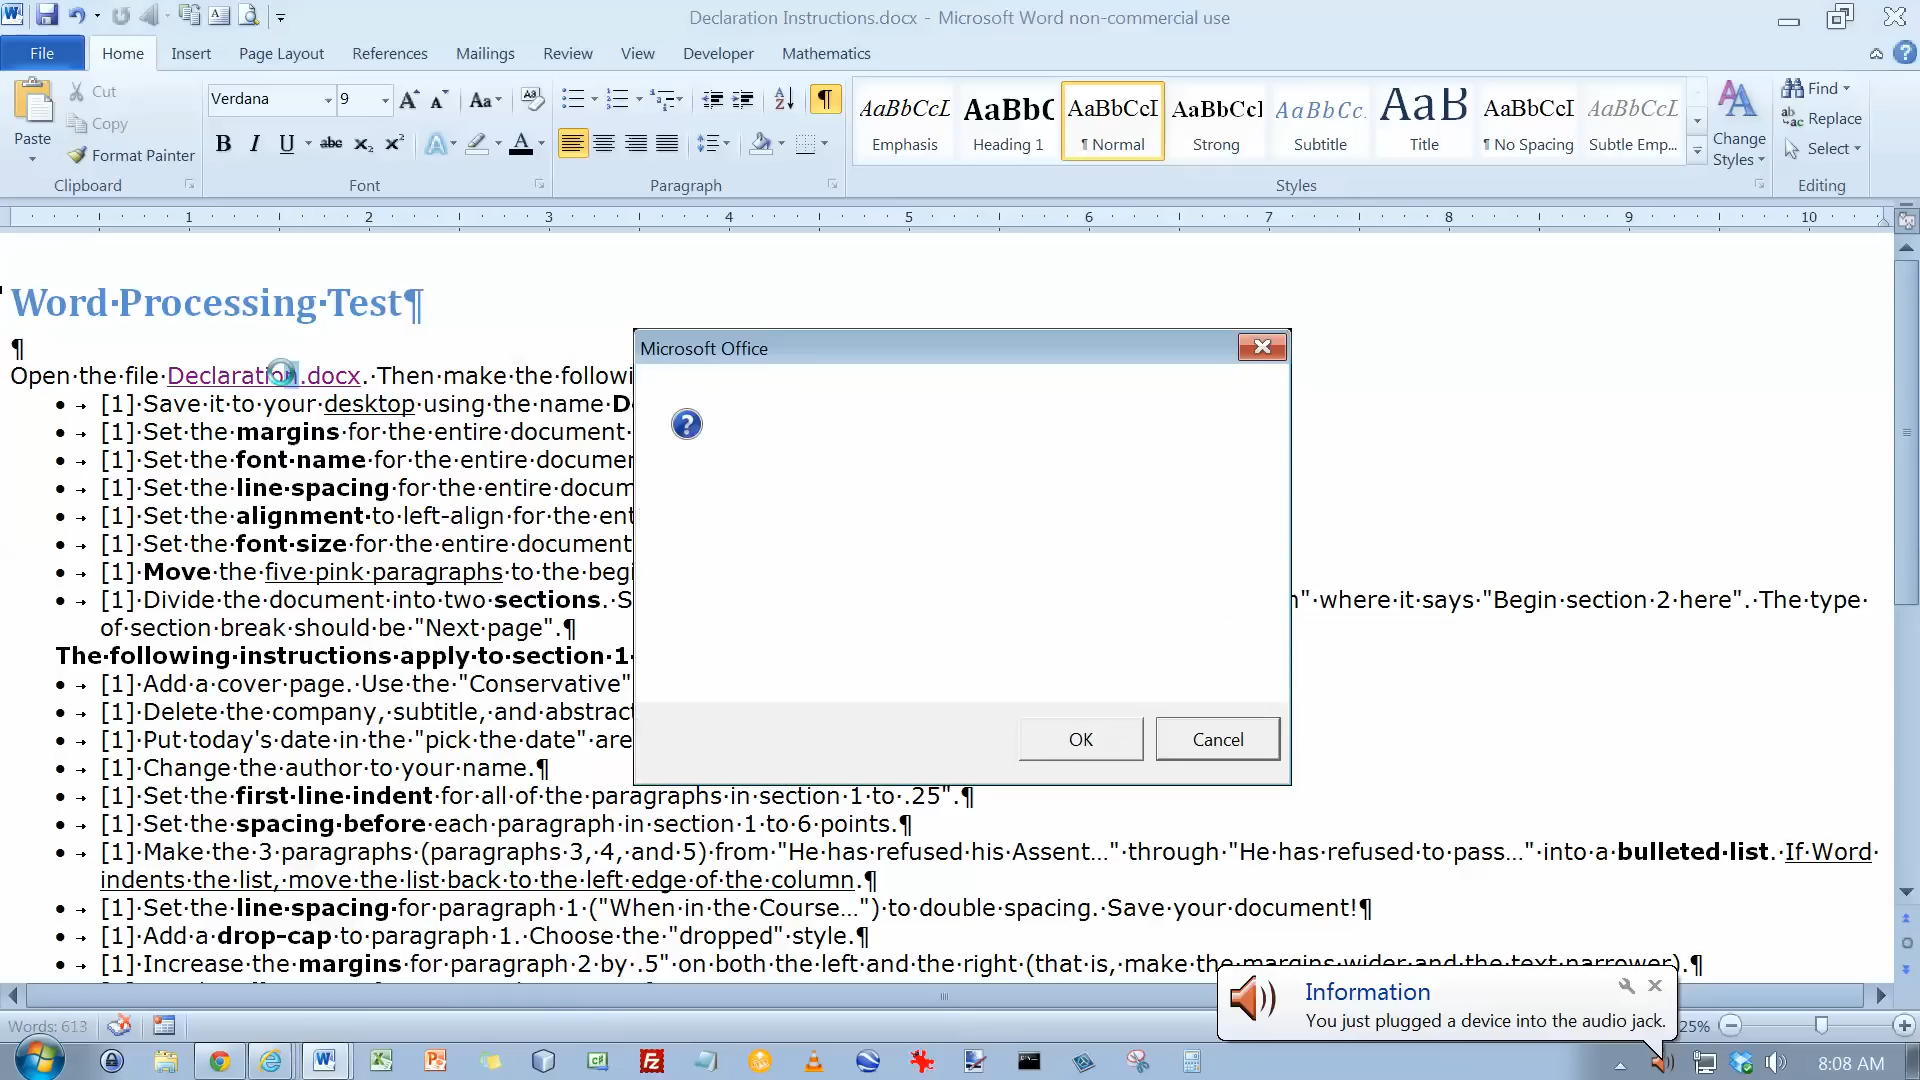 Declaration Instructions.docx - Microsoft Word non-commercial use
File Home Insert Page Layout References Mailings Review View Developer Mathematics
Paste
Cut
Copy
Format Painter
Clipboard
Verdana 9
Font
Paragraph
AaBbCcL Emphasis
AaBbC Heading 1
AaBbCcI ¶ Normal
AaBbCcI Strong
AaBbCc. Subtitle
AaB Title
AaBbCcI ¶ No Spacing
AaBbCcL Subtle Emp...
Change Styles
Styles
Find
Replace
Select
Editing
1 2 3 4 5 6 7 8 9 10
Word·Processing·Test¶
¶
Open·the·file·Declaration.docx.·Then·make·the·followi
[1]·Save·it·to·your·desktop·using·the·name·D
[1]·Set·the·margins·for·the·entire·document·
[1]·Set·the·font·name·for·the·entire·documen
[1]·Set·the·line·spacing·for·the·entire·docum
[1]·Set·the·alignment·to·left-align·for·the·ent
[1]·Set·the·font·size·for·the·entire·document
[1]·Move·the·five·pink·paragraphs·to·the·begi
[1]·Divide·the·document·into·two·sections.·S n"·where·it·says·"Begin·section·2·here".·The·type·
of·section·break·should·be·"Next·page".¶
The·following·instructions·apply·to·section·1·
[1]·Add·a·cover·page.·Use·the·"Conservative"
[1]·Delete·the·company,·subtitle,·and·abstract
[1]·Put·today's·date·in·the·"pick·the·date"·are
[1]·Change·the·author·to·your·name.¶
[1]·Set·the·first·line·indent·for·all·of·the·paragraphs·in·section·1·to·.25".¶
[1]·Set·the·spacing·before·each·paragraph·in·section·1·to·6·points.¶
[1]·Make·the·3·paragraphs·(paragraphs·3,·4,·and·5)·from·"He·has·refused·his·Assent…"·through·"He·has·refused·to·pass…"·into·a·bulleted·list.·If·Word·
indents·the·list,·move·the·list·back·to·the·left·edge·of·the·column.¶
[1]·Set·the·line·spacing·for·paragraph·1·("When·in·the·Course…")·to·double·spacing.·Save·your·document!¶
[1]·Add·a·drop-cap·to·paragraph·1.·Choose·the·"dropped"·style.¶
[1]·Increase·the·margins·for·paragraph·2·by·.5"·on·both·the·left·and·the·right·(that·is,·make·the·margins·wider·and·the·text·narrower).¶
Microsoft Office
OK Cancel
Information
You just plugged a device into the audio jack.
Words: 613
25%
8:08 AM